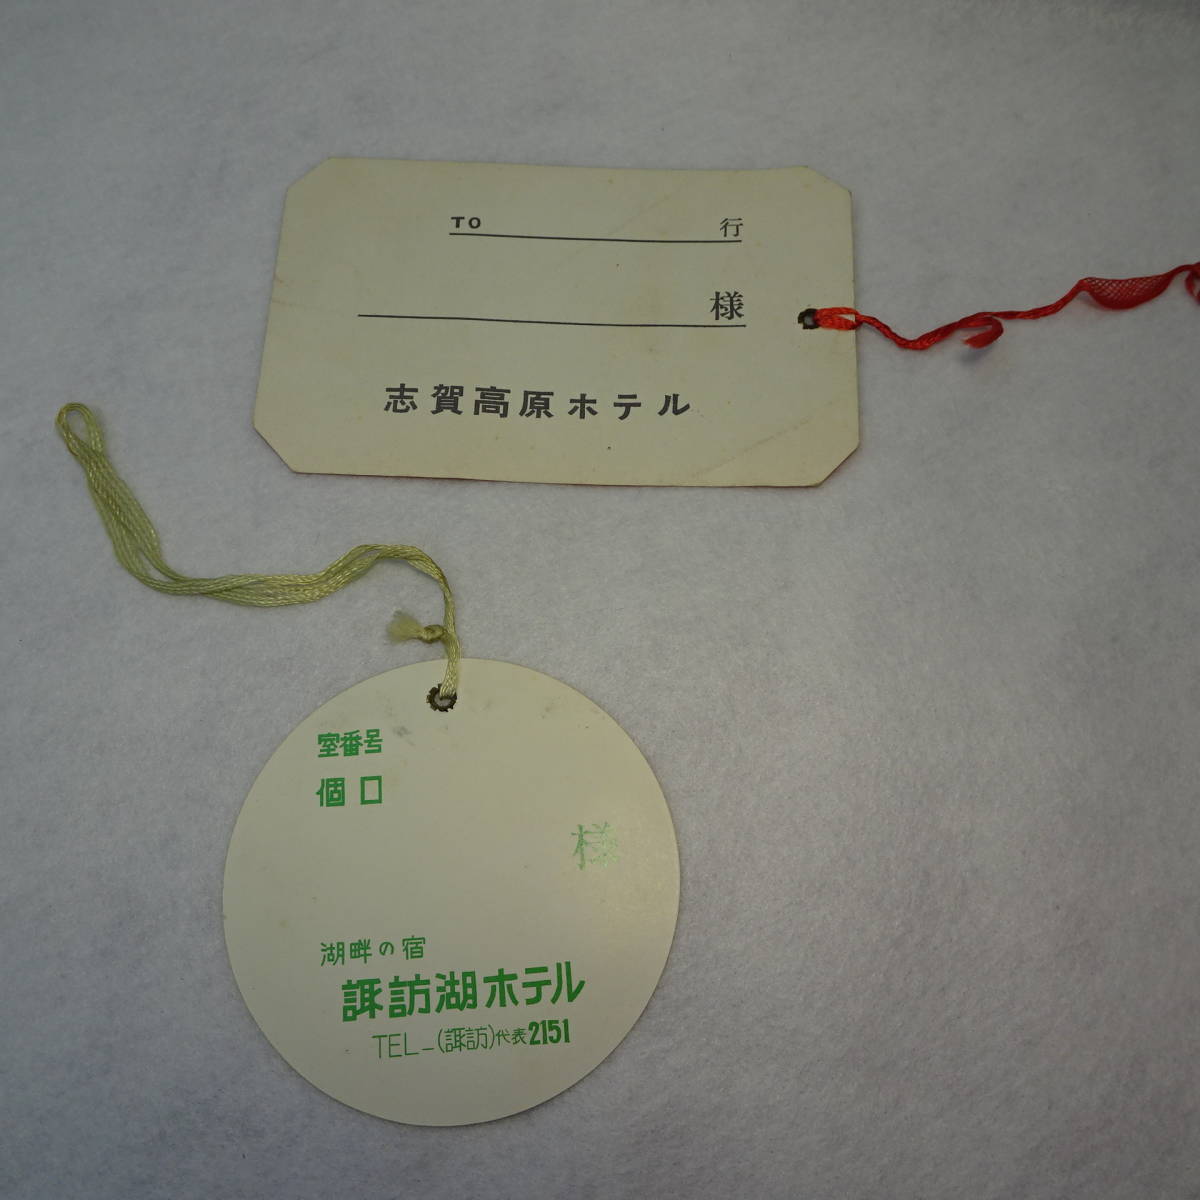 TO 行
様
志賀高原ホテル
室番号
個口
様
湖畔の宿
諏訪湖ホテル
TEL-(諏訪)代表2151